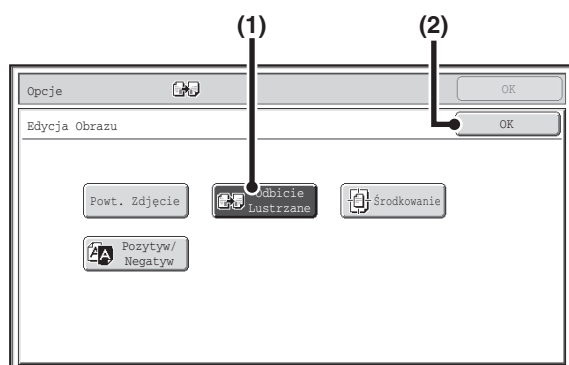 (1) (2)
Opcje OK
Edycja Obrazu OK
Powt. Zdjęcie Odbicie Lustrzane Środkowanie
Pozytyw/
Negatyw